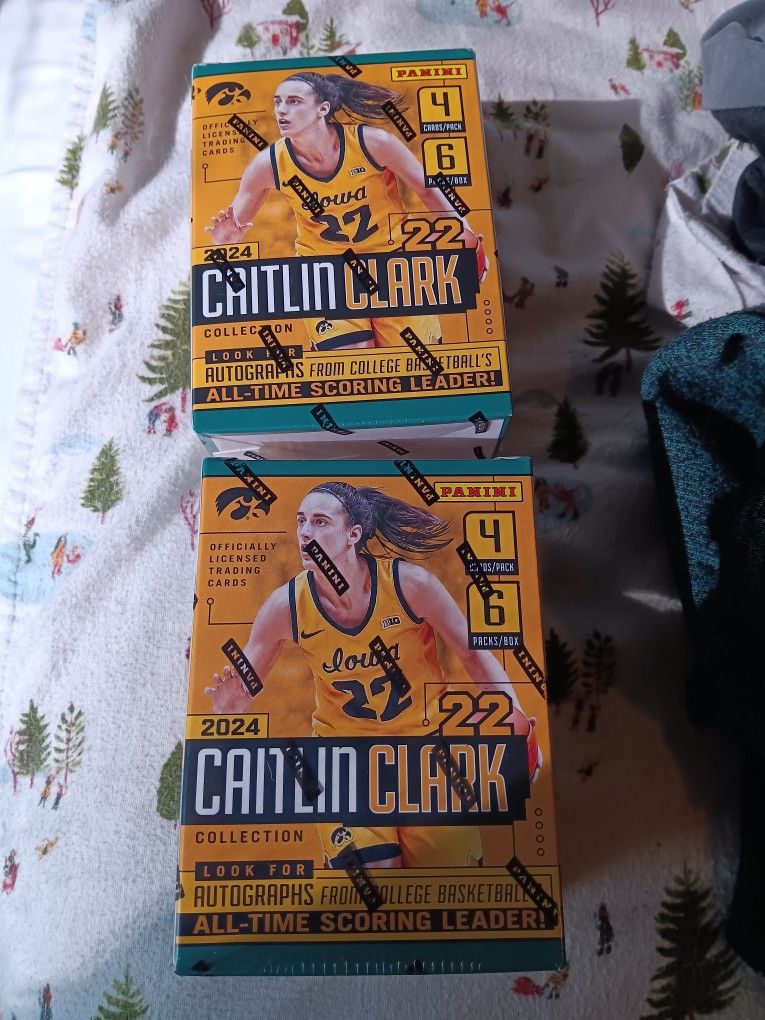 PANINI
4
CARDS/PACK
6
PACKS/BOX
OFFICIALLY
LICENSED
TRADING
CARDS
B1G
Iowa
22
22
2024
CAITLIN CLARK
COLLECTION
LOOK FOR
AUTOGRAPHS FROM COLLEGE BASKETBALL'S
ALL-TIME SCORING LEADER!
PANINI
4
CARDS/PACK
6
PACKS/BOX
OFFICIALLY
LICENSED
TRADING
CARDS
B1G
Iowa
22
22
2024
CAITLIN CLARK
COLLECTION
LOOK FOR
AUTOGRAPHS FROM COLLEGE BASKETBALL
ALL-TIME SCORING LEADER!